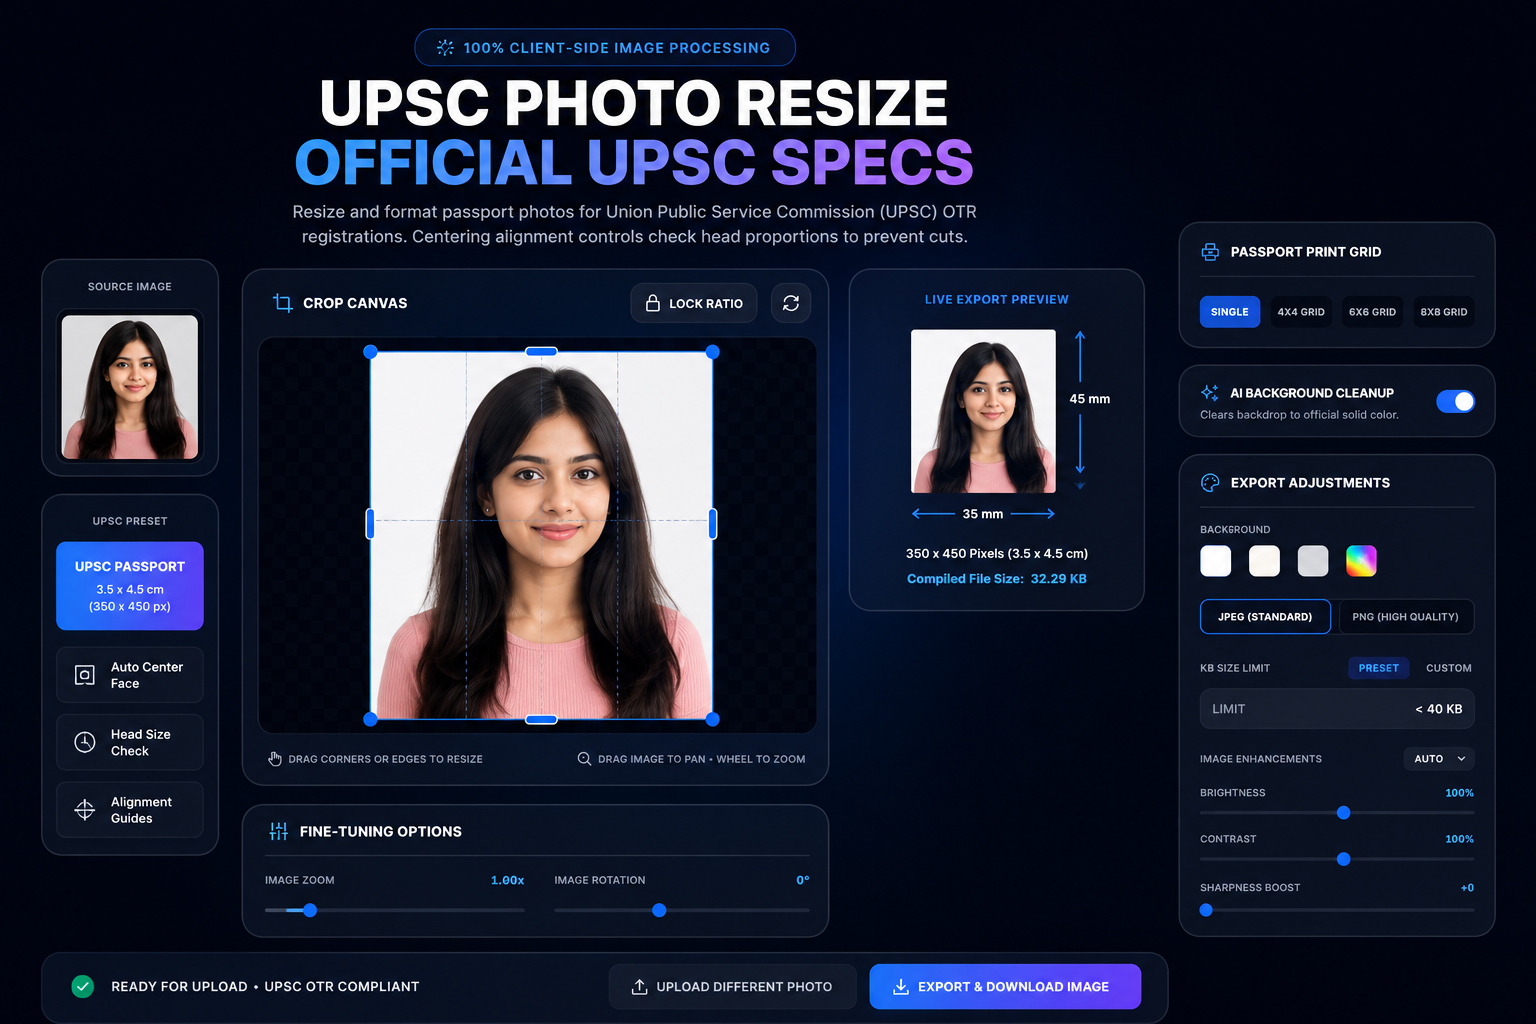 100% CLIENT-SIDE IMAGE PROCESSING
UPSC PHOTO RESIZE
OFFICIAL UPSC SPECS
Resize and format passport photos for Union Public Service Commission (UPSC) OTR
registrations. Centering alignment controls check head proportions to prevent cuts.
SOURCE IMAGE
UPSC PRESET
UPSC PASSPORT
3.5 x 4.5 cm
(350 x 450 px)
Auto Center
Face
Head Size
Check
Alignment
Guides
CROP CANVAS
LOCK RATIO
DRAG CORNERS OR EDGES TO RESIZE
DRAG IMAGE TO PAN • WHEEL TO ZOOM
FINE-TUNING OPTIONS
IMAGE ZOOM
1.00x
IMAGE ROTATION
0°
LIVE EXPORT PREVIEW
45 mm
35 mm
350 x 450 Pixels (3.5 x 4.5 cm)
Compiled File Size: 32.29 KB
PASSPORT PRINT GRID
SINGLE
4X4 GRID
6X6 GRID
8X8 GRID
AI BACKGROUND CLEANUP
Clears backdrop to official solid color.
EXPORT ADJUSTMENTS
BACKGROUND
JPEG (STANDARD)
PNG (HIGH QUALITY)
KB SIZE LIMIT
PRESET
CUSTOM
LIMIT
< 40 KB
IMAGE ENHANCEMENTS
AUTO
BRIGHTNESS
100%
CONTRAST
100%
SHARPNESS BOOST
+0
READY FOR UPLOAD • UPSC OTR COMPLIANT
UPLOAD DIFFERENT PHOTO
EXPORT & DOWNLOAD IMAGE